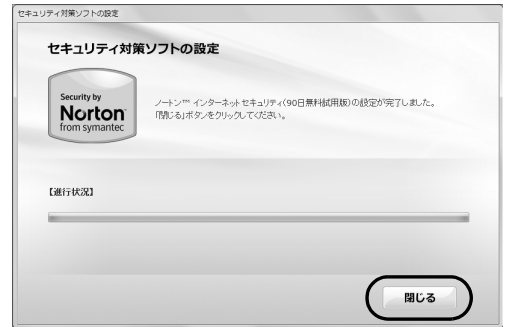 セキュリティ対策ソフトの設定
セキュリティ対策ソフトの設定
Security by
Norton
from symantec
ノートン™ インターネットセキュリティ(90日無料試用版)の設定が完了しました。
「閉じる」ボタンをクリックしてください。
【進行状況】
閉じる